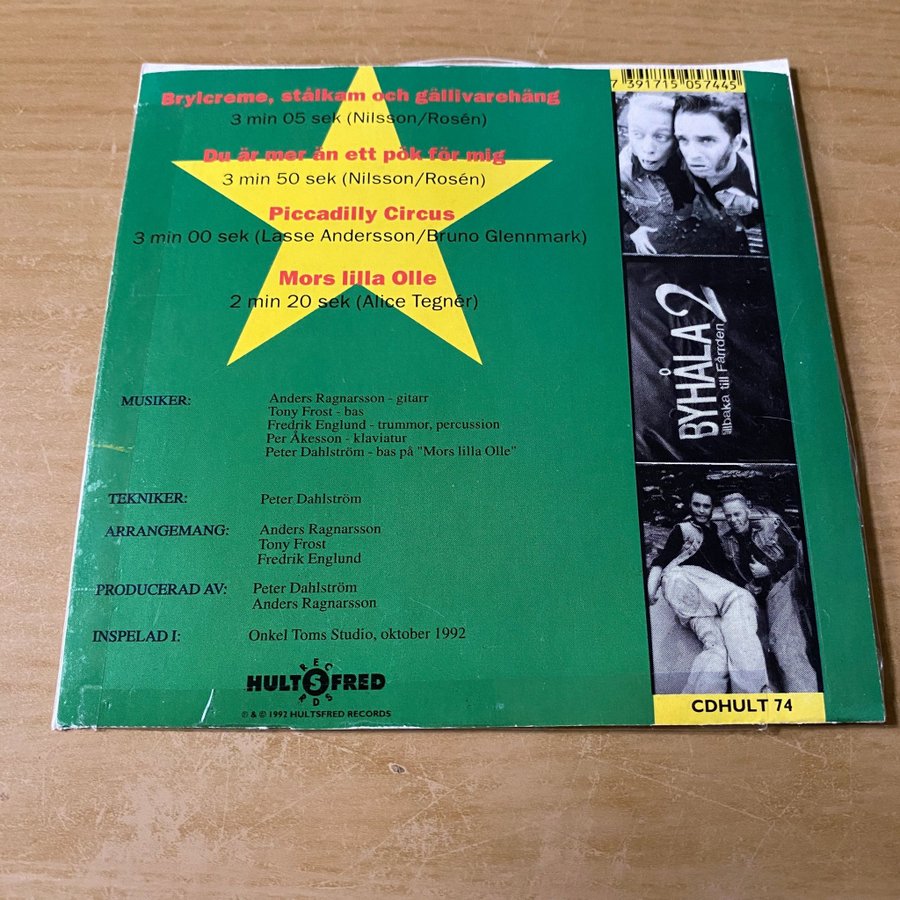 Brylcreme, stålkam och gällivarehäng
3 min 05 sek (Nilsson/Rosén)
Du är mer än ett pök för mig
3 min 50 sek (Nilsson/Rosén)
Piccadilly Circus
3 min 00 sek (Lasse Andersson/Bruno Glennmark)
Mors lilla Olle
2 min 20 sek (Alice Tegnér)
MUSIKER: Anders Ragnarsson - gitarr
Tony Frost - bas
Fredrik Englund - trummor, percussion
Per Åkesson - klaviatur
Peter Dahlström - bas på "Mors lilla Olle"
TEKNIKER: Peter Dahlström
ARRANGEMANG: Anders Ragnarsson
Tony Frost
Fredrik Englund
PRODUCERAD AV: Peter Dahlström
Anders Ragnarsson
INSPELAD I: Onkel Toms Studio, oktober 1992
HULTSFRED
RECORDS
℗ & © 1992 HULTSFRED RECORDS
7 391715 057445
BYHÅLA 2
tillbaka till Fårrden
CDHULT 74